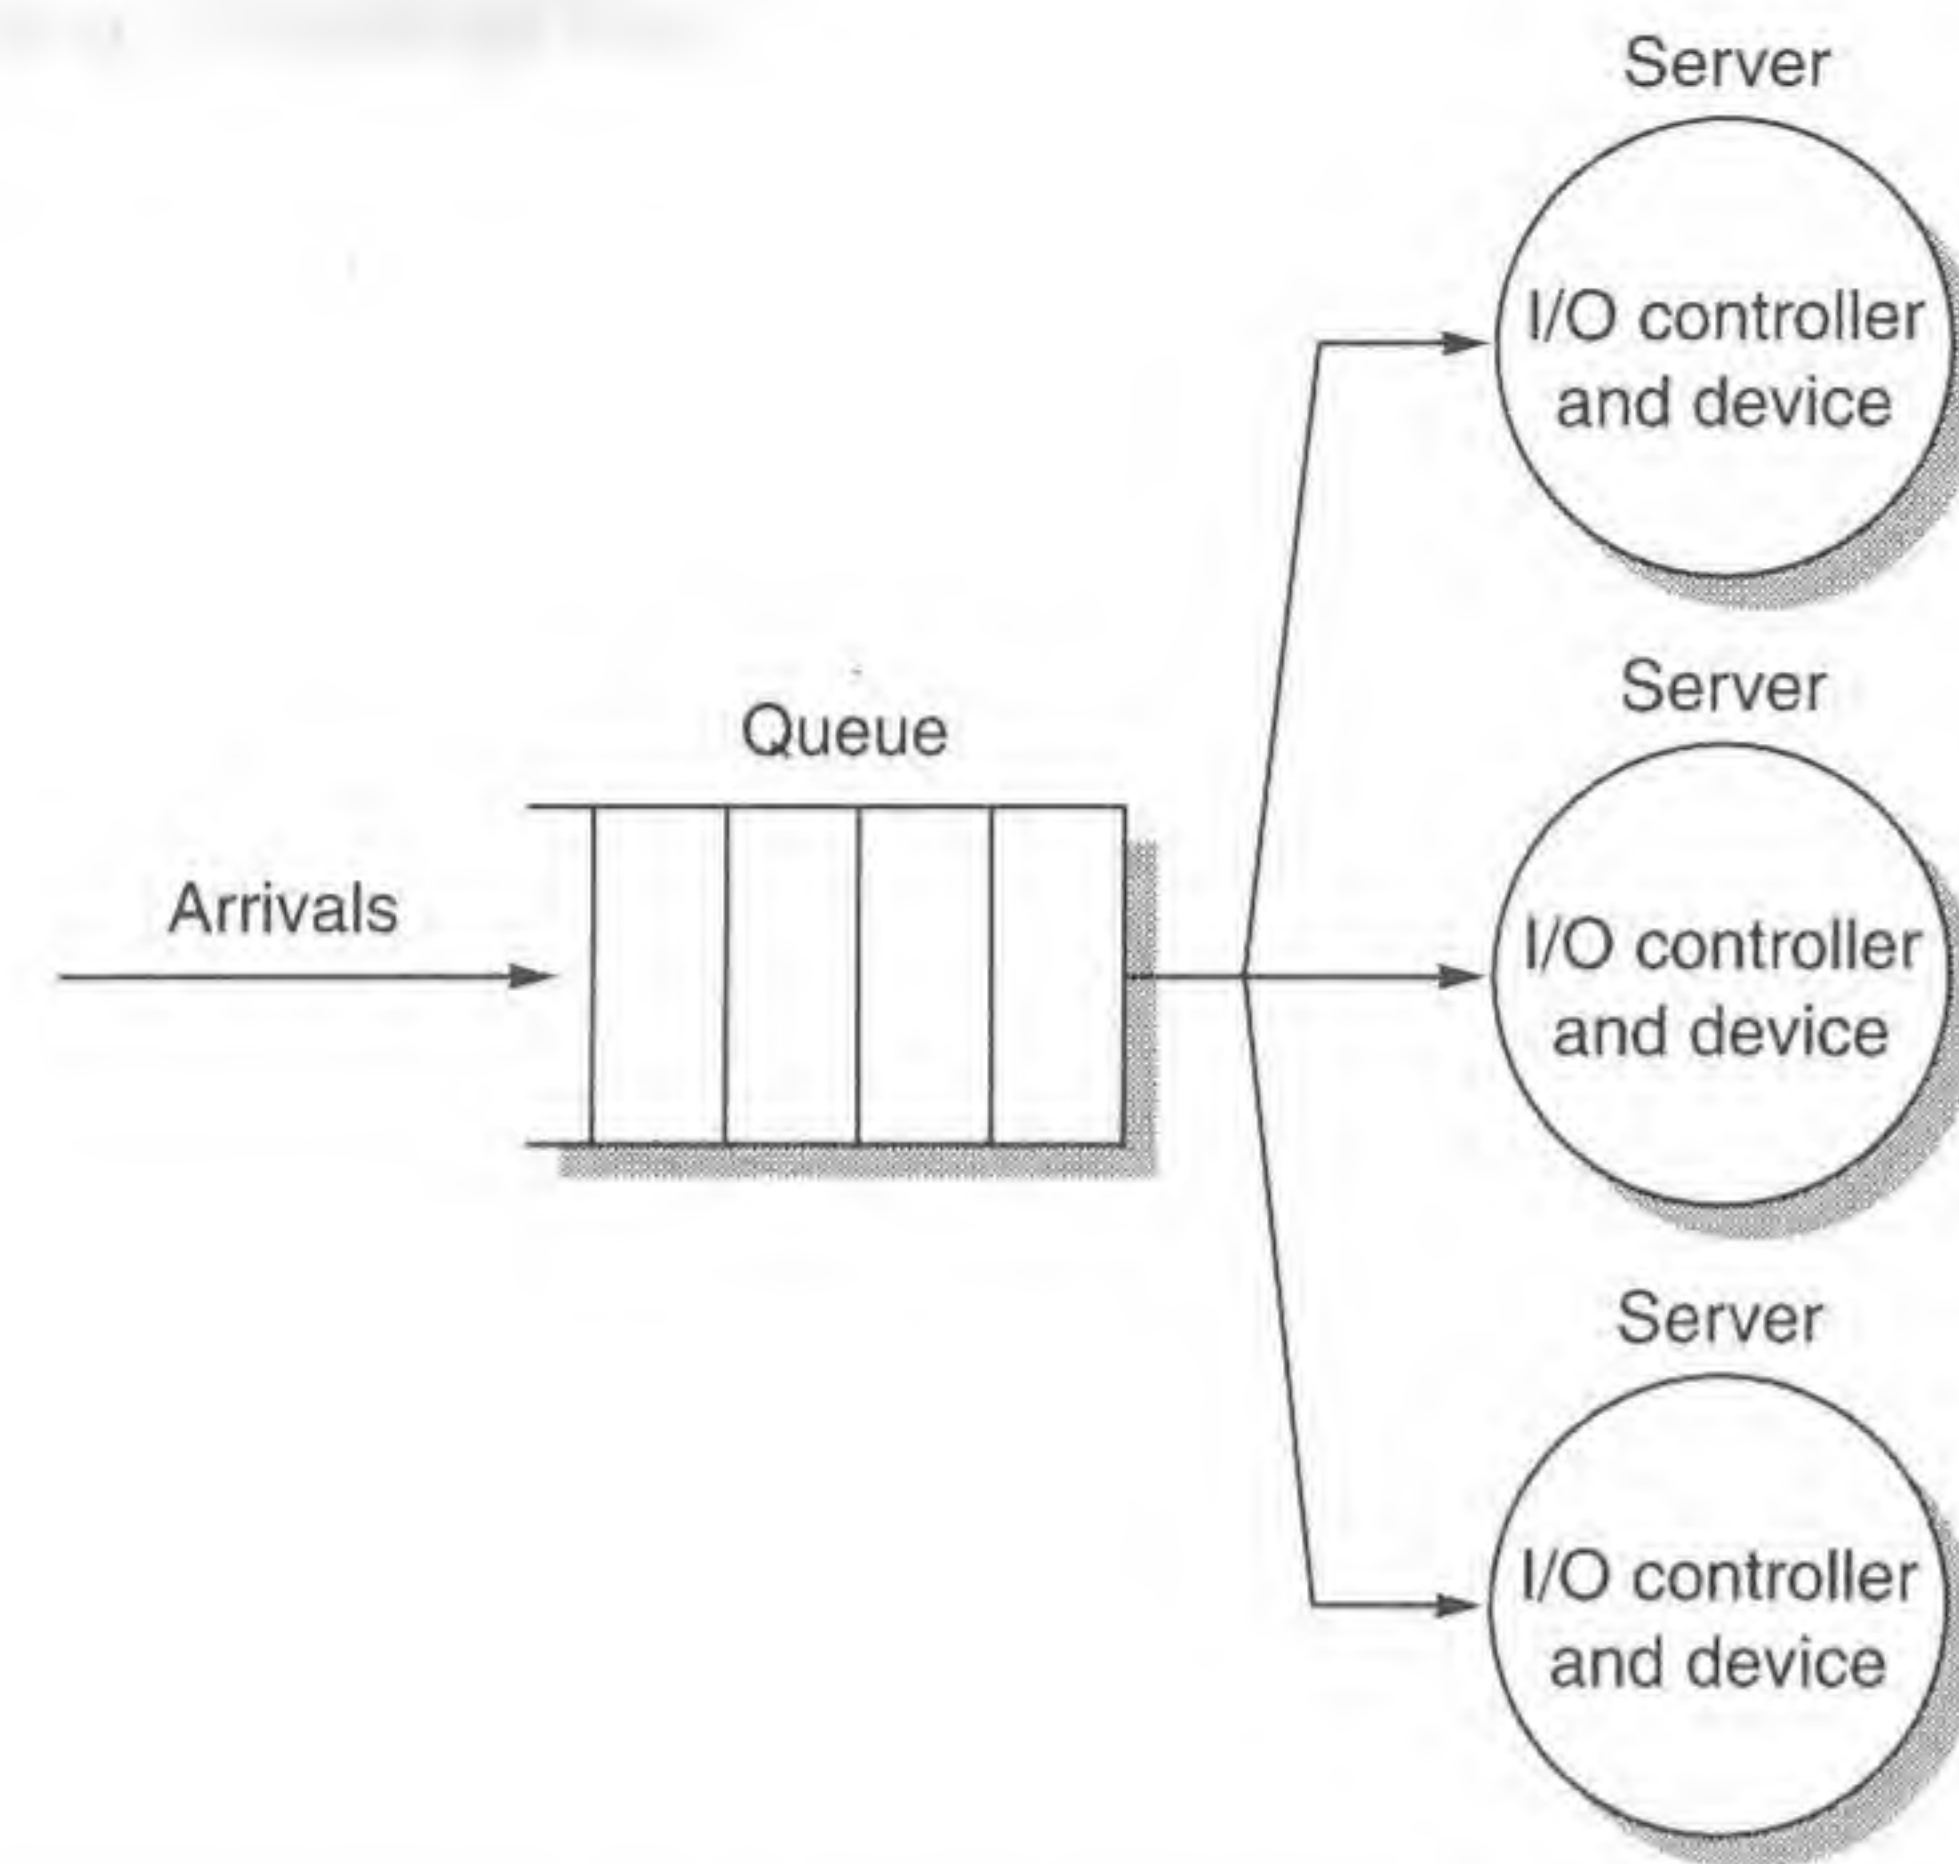 Server
I/O controller
and device
Queue
Arrivals
Server
I/O controller
and device
Server
I/O controller
and device